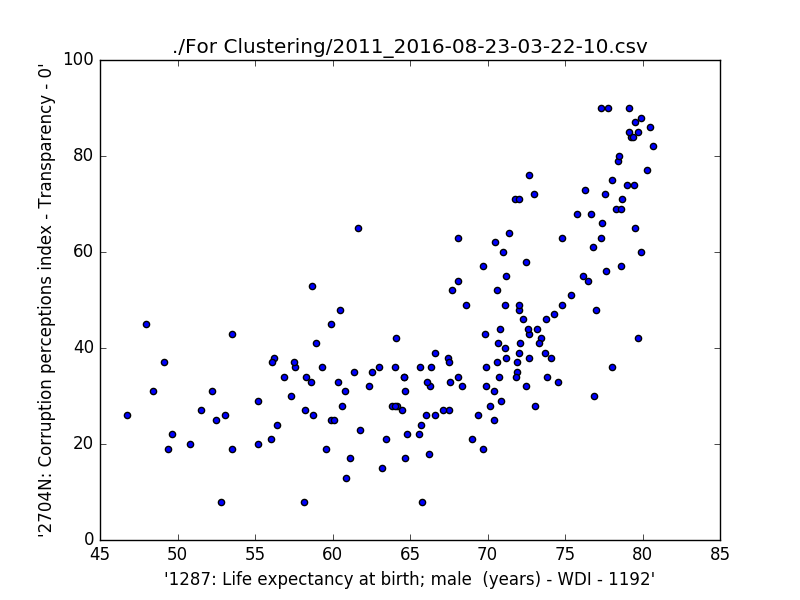 ./For Clustering/2011_2016-08-23-03-22-10.csv
100
80
60
40
20
0
'2704N: Corruption perceptions index - Transparency - 0'
45 50 55 60 65 70 75 80 85
'1287: Life expectancy at birth; male  (years) - WDI - 1192'